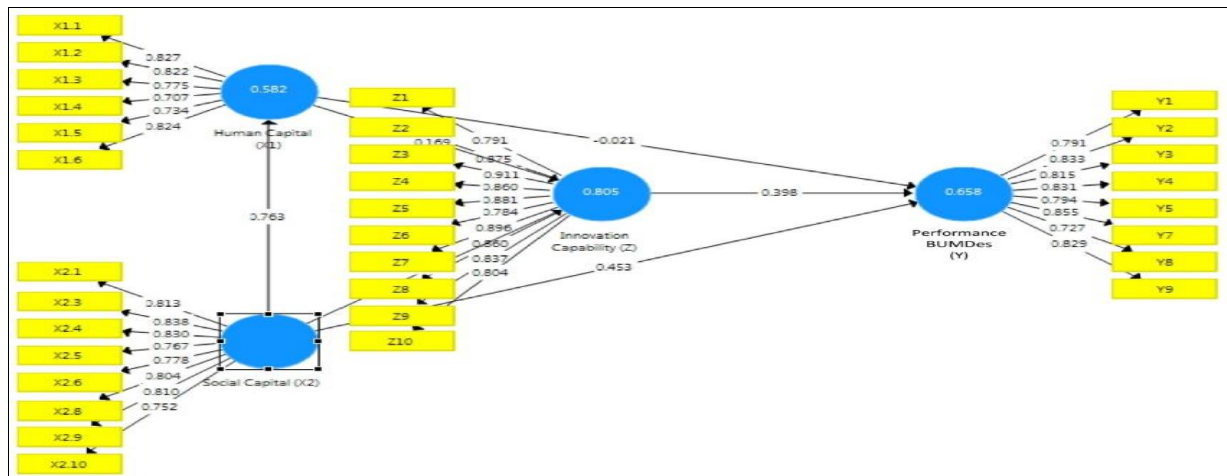 X1.1
X1.2
X1.3
X1.4
X1.5
X1.6
0.827
0.822
0.775
0.707
0.734
0.824
0.582
Human Capital
(X1)
0.763
X2.1
X2.3
X2.4
X2.5
X2.6
X2.8
X2.9
X2.10
0.813
0.838
0.830
0.767
0.778
0.804
0.810
0.752
Social Capital (X2)
Z1
Z2
Z3
Z4
Z5
Z6
Z7
Z8
Z9
Z10
0.169
0.791
0.875
0.911
0.860
0.881
0.784
0.896
0.860
0.837
0.804
0.805
Innovation
Capability (Z)
-0.021
0.398
0.453
0.658
Performance
BUMDes
(Y)
0.791
0.833
0.815
0.831
0.794
0.855
0.727
0.829
Y1
Y2
Y3
Y4
Y5
Y7
Y8
Y9